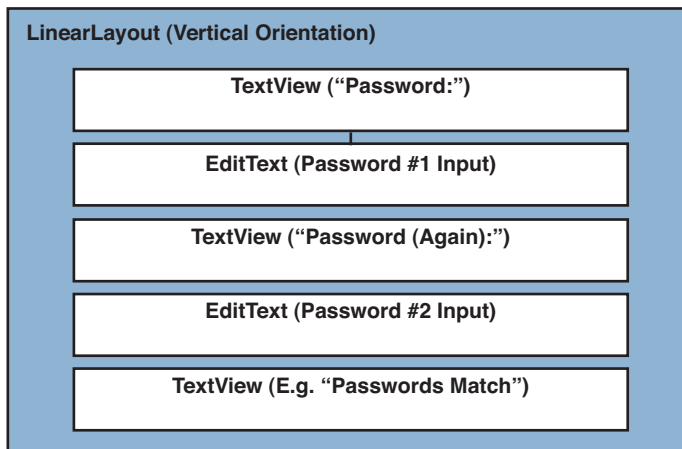 LinearLayout (Vertical Orientation)
TextView (“Password:”)
EditText (Password #1 Input)
TextView (“Password (Again):”)
EditText (Password #2 Input)
TextView (E.g. “Passwords Match”)